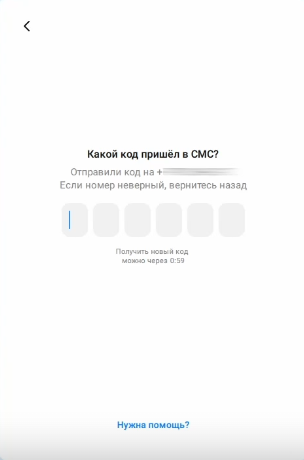 Какой код пришёл в СМС?
Отправили код на +
Если номер неверный, вернитесь назад
Получить новый код
можно через 0:59
Нужна помощь?